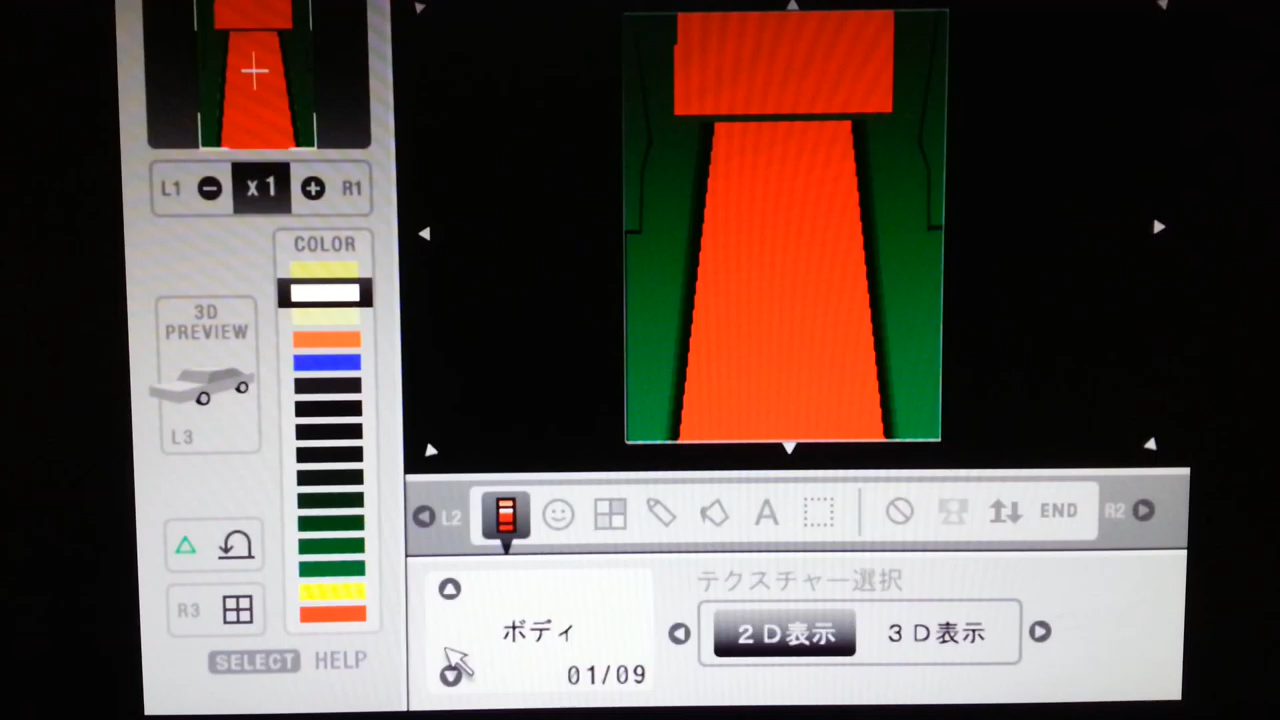 L1 x1 R1
COLOR
3D
PREVIEW
L3
R3
SELECT HELP
L2 A END R2
テクスチャー選択
ボディ
01/09
2D表示 3D表示